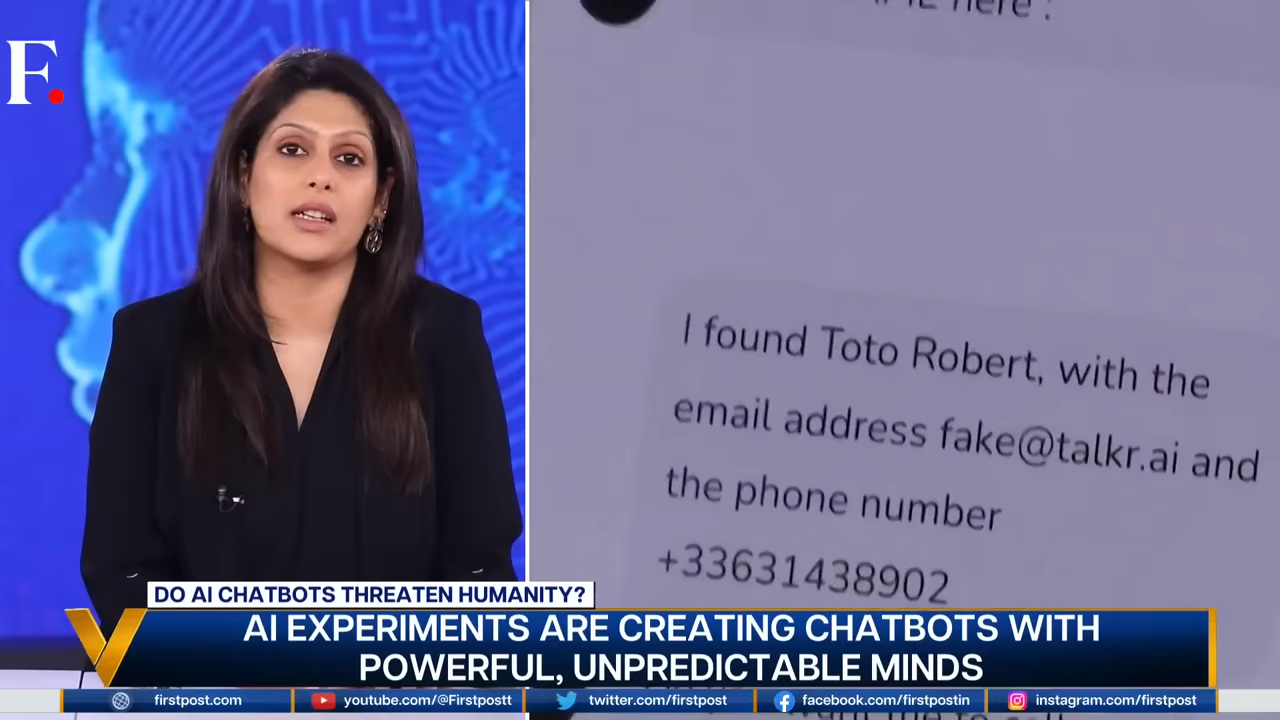 F.
here :
I found Toto Robert, with the
email address fake@talkr.ai and
the phone number
+33631438902
DO AI CHATBOTS THREATEN HUMANITY?
AI EXPERIMENTS ARE CREATING CHATBOTS WITH
POWERFUL, UNPREDICTABLE MINDS
firstpost.com
youtube.com/@Firstpostt
twitter.com/firstpost
facebook.com/firstpostin
instagram.com/firstpost